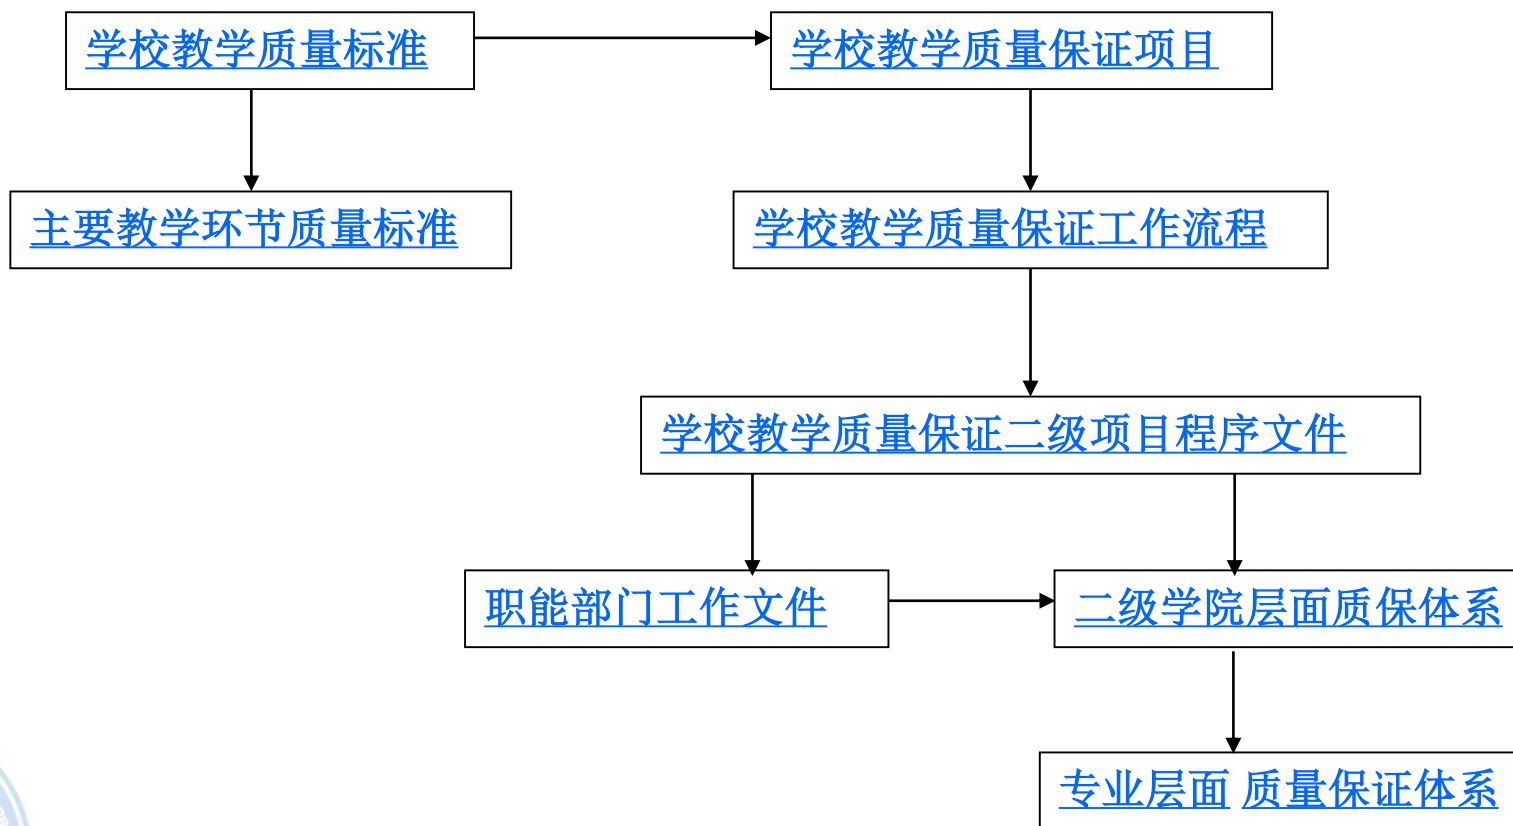 学校教学质量标准
学校教学质量保证项目
主要教学环节质量标准
学校教学质量保证工作流程
学校教学质量保证二级项目程序文件
职能部门工作文件
二级学院层面质保体系
专业层面 质量保证体系